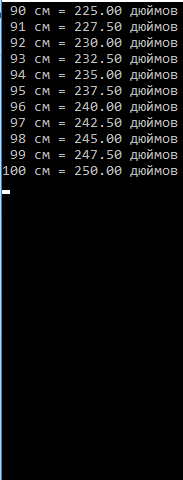 90 см = 225.00 дюймов
91 см = 227.50 дюймов
92 см = 230.00 дюймов
93 см = 232.50 дюймов
94 см = 235.00 дюймов
95 см = 237.50 дюймов
96 см = 240.00 дюймов
97 см = 242.50 дюймов
98 см = 245.00 дюймов
99 см = 247.50 дюймов
100 см = 250.00 дюймов